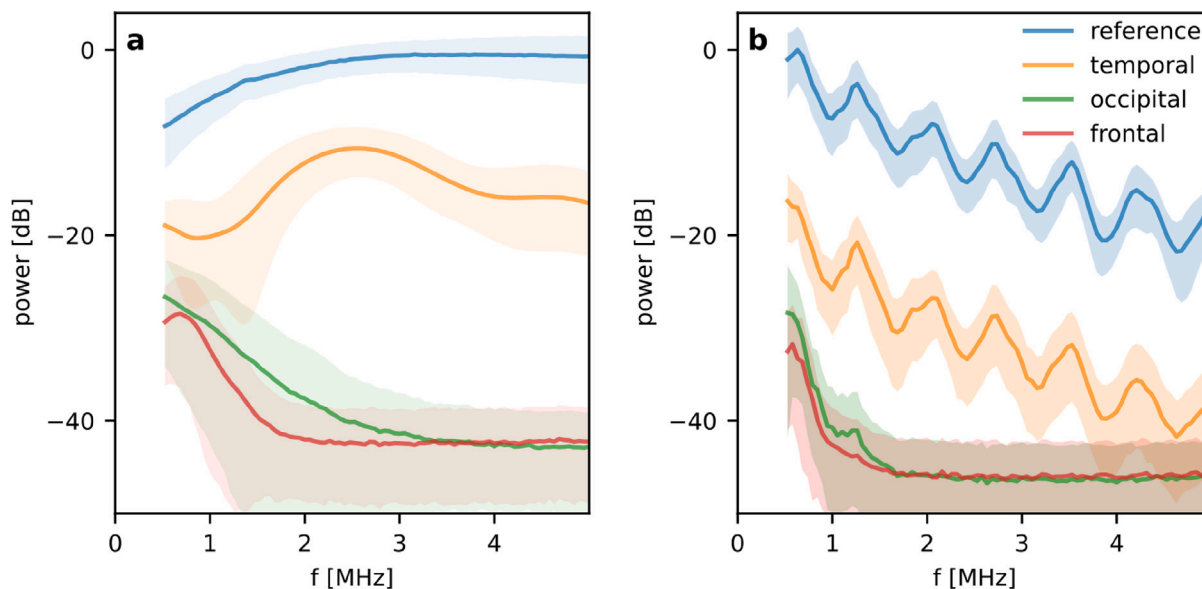 a
0
−20
−40
power [dB]
0
1
2
3
4
f [MHz]
b
reference
temporal
occipital
frontal
0
−20
−40
power [dB]
0
1
2
3
4
f [MHz]